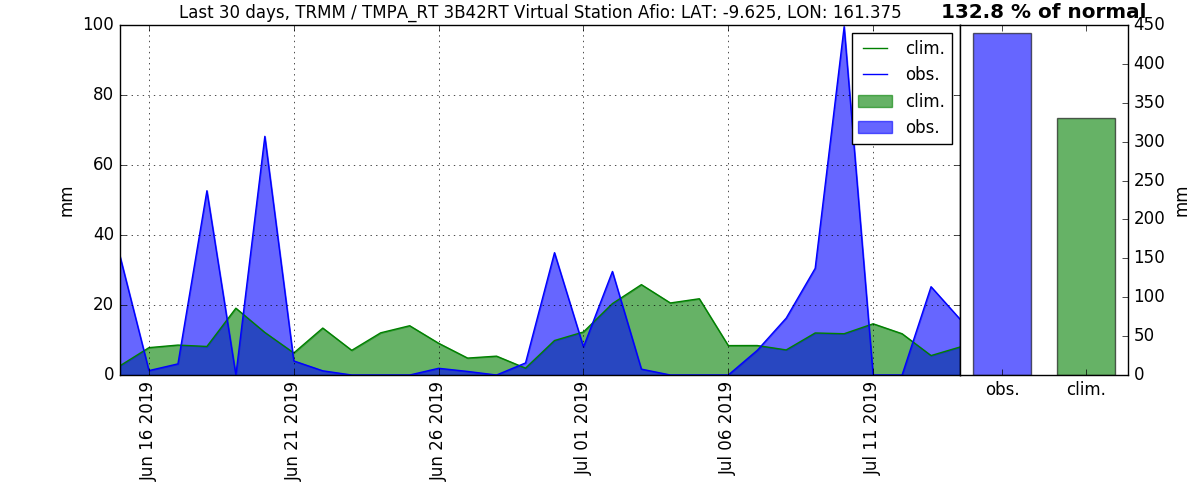 Last 30 days, TRMM / TMPA_RT 3B42RT Virtual Station Afio: LAT: -9.625, LON: 161.375
132.8 % of normal
100
80
60
40
20
0
mm
clim.
obs.
clim.
obs.
Jun 16 2019
Jun 21 2019
Jun 26 2019
Jul 01 2019
Jul 06 2019
Jul 11 2019
450
400
350
300
250
200
150
100
50
0
mm
obs.
clim.